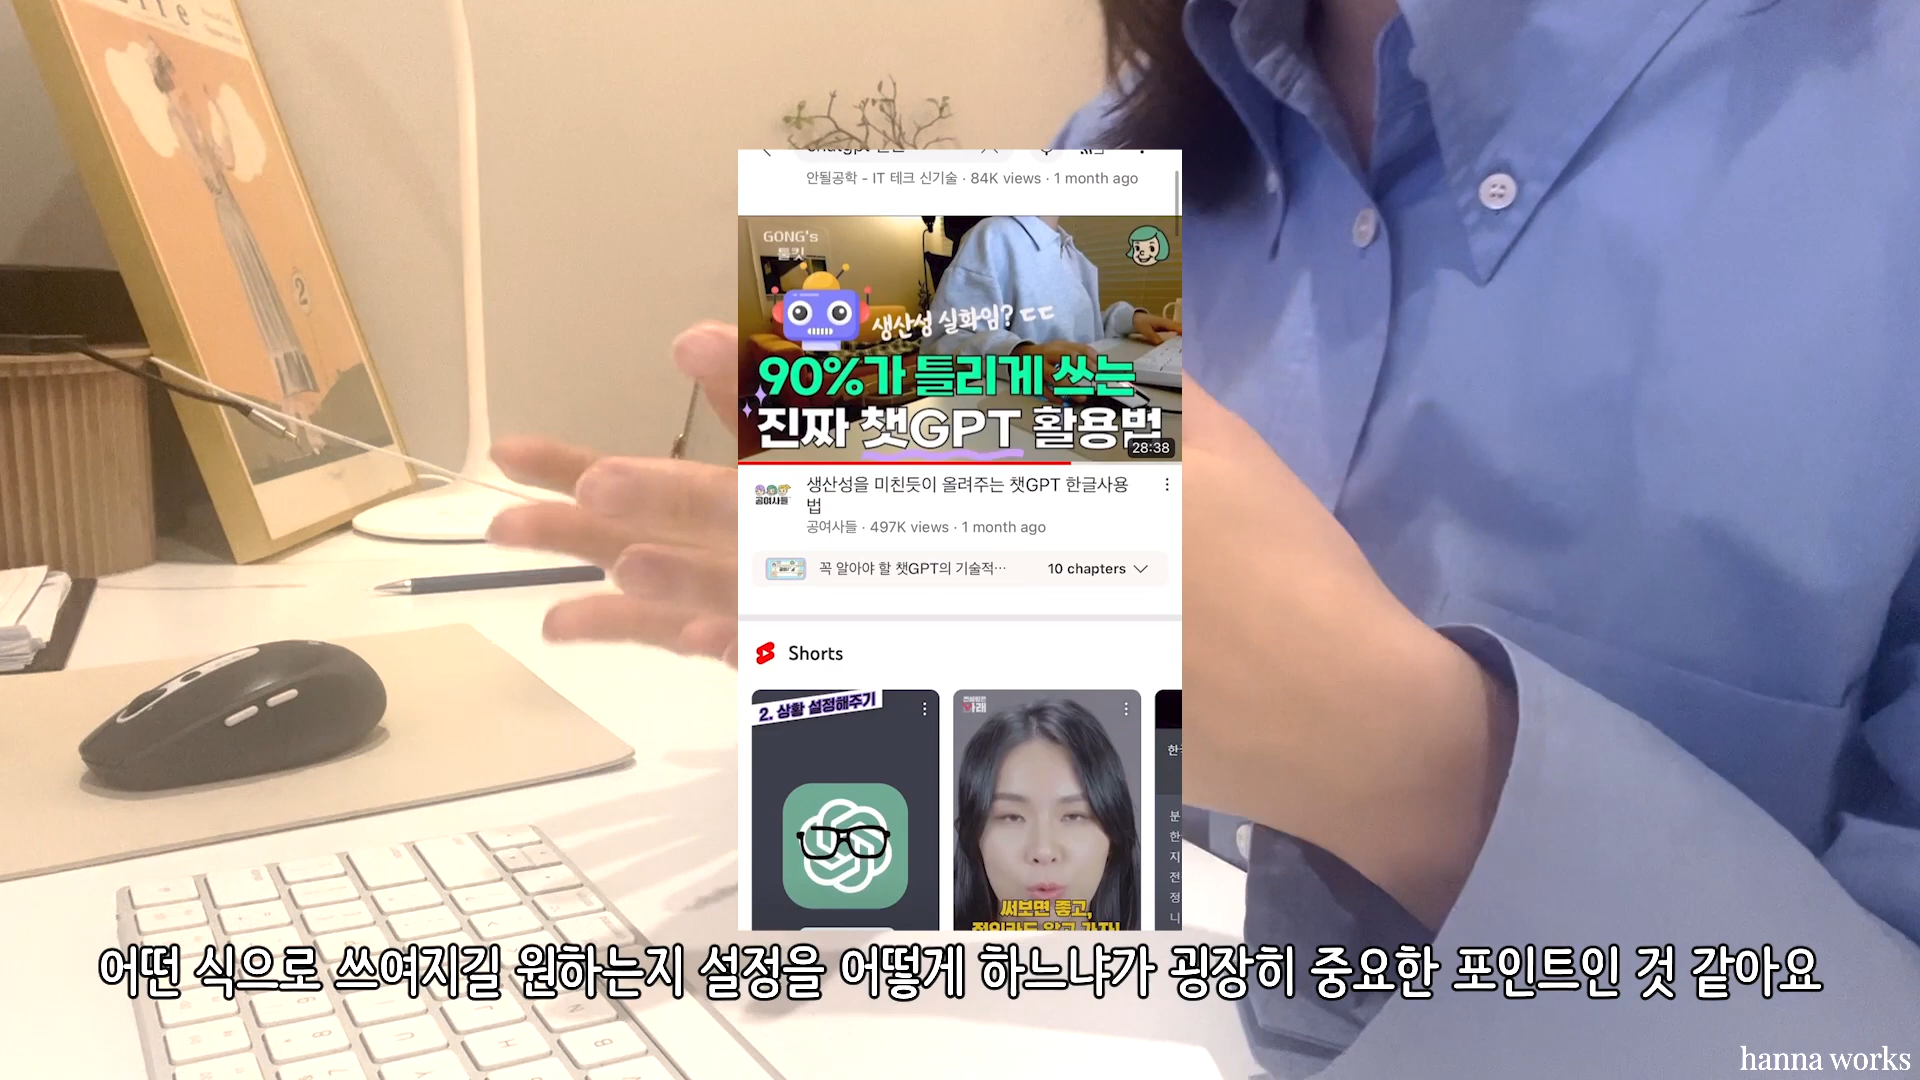 안될공학 - IT 테크 신기술 · 84K views · 1 month ago
GONG's
툴킷
생산성 실화임? ㄷㄷ
90%가 틀리게 쓰는
진짜 챗GPT 활용법
28:38
공여사들
생산성을 미친듯이 올려주는 챗GPT 한글사용
법
공여사들 · 497K views · 1 month ago
꼭 알아야 할 챗GPT의 기술적…
10 chapters
Shorts
2. 상황 설정해주기
써보면 좋고,
어떤 식으로 쓰여지길 원하는지 설정을 어떻게 하느냐가 굉장히 중요한 포인트인 것 같아요
hanna works